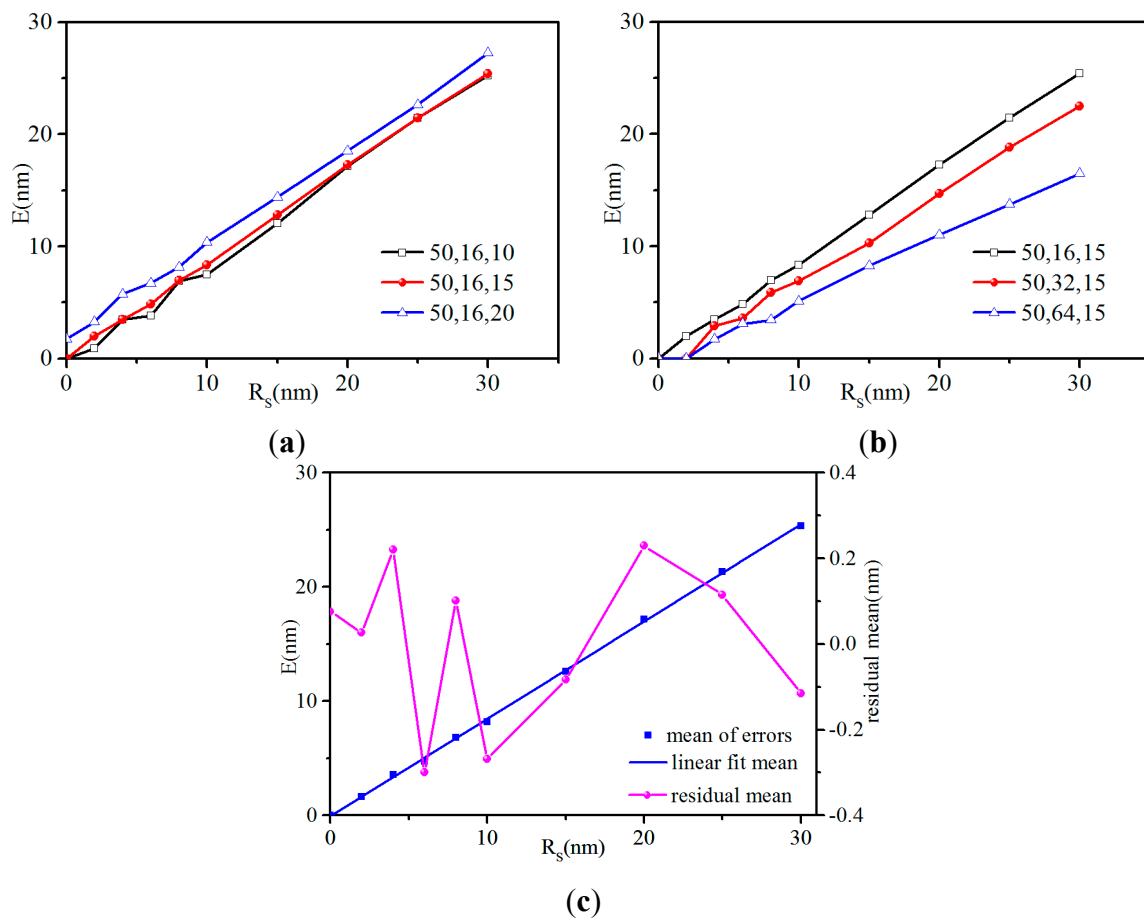 30
20
10
0
E(nm)
0
10
20
30
R_s(nm)
50,16,10
50,16,15
50,16,20
(a)
30
20
10
0
E(nm)
0
10
20
30
R_s(nm)
50,16,15
50,32,15
50,64,15
(b)
30
20
10
0
E(nm)
0.4
0.2
0.0
-0.2
-0.4
residual mean(nm)
0
10
20
30
R_s(nm)
mean of errors
linear fit mean
residual mean
(c)